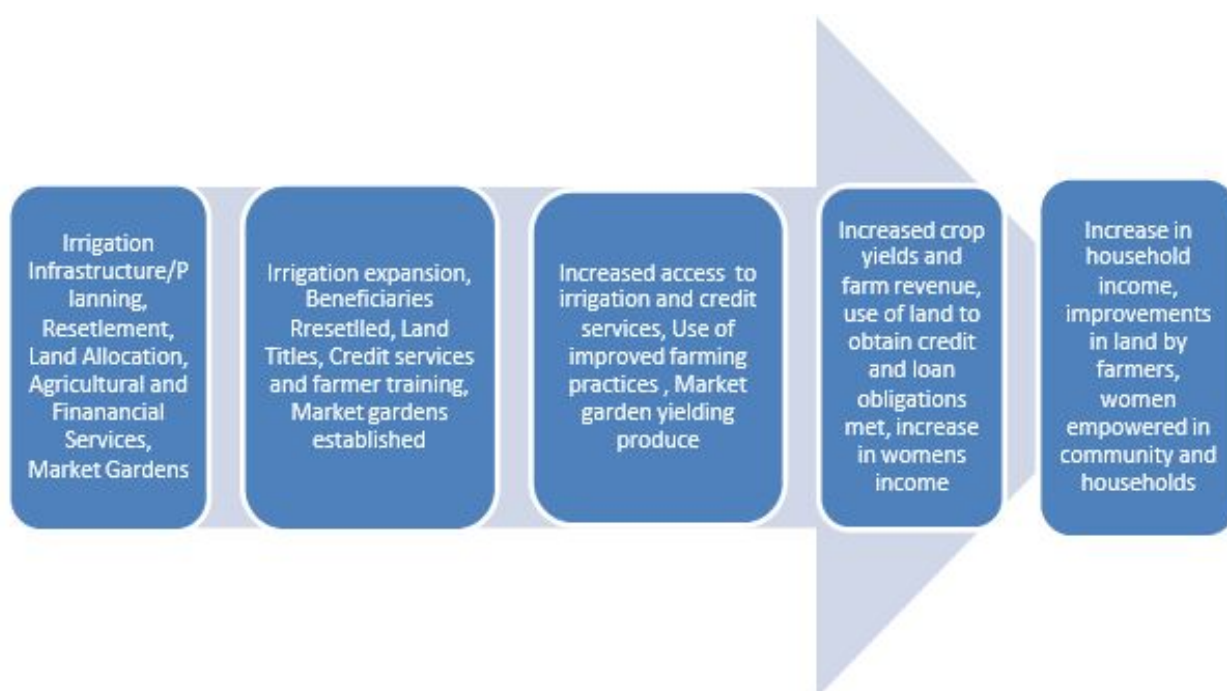 Irrigation
Infrastructure/P
lanning,
Resetlement,
Land Allocation,
Agricultural and
Finanancial
Services,
Market Gardens
Irrigation expansion,
Beneficiaries
Rresetlled, Land
Titles, Credit services
and farmer training,
Market gardens
established
Increased access to
irrigation and credit
services, Use of
improved farming
practices , Market
garden yielding
produce
Increased crop
yields and
farm revenue,
use of land to
obtain credit
and loan
obligations
met, increase
in womens
income
Increase in
household
income,
improvements
in land by
farmers,
women
empowered in
community and
households